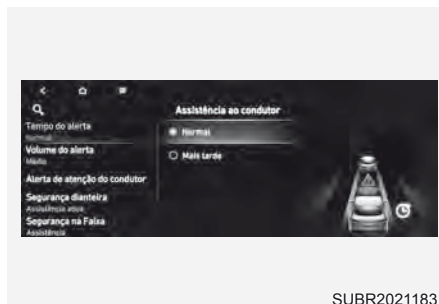 Assistência ao condutor
Tempo do alerta
Normal
Volume do alerta
Médio
Alerta de atenção do condutor
Segurança dianteira
Assistência ativa
Segurança na Faixa
Assistência
Normal
Mais tarde
SUBR2021183